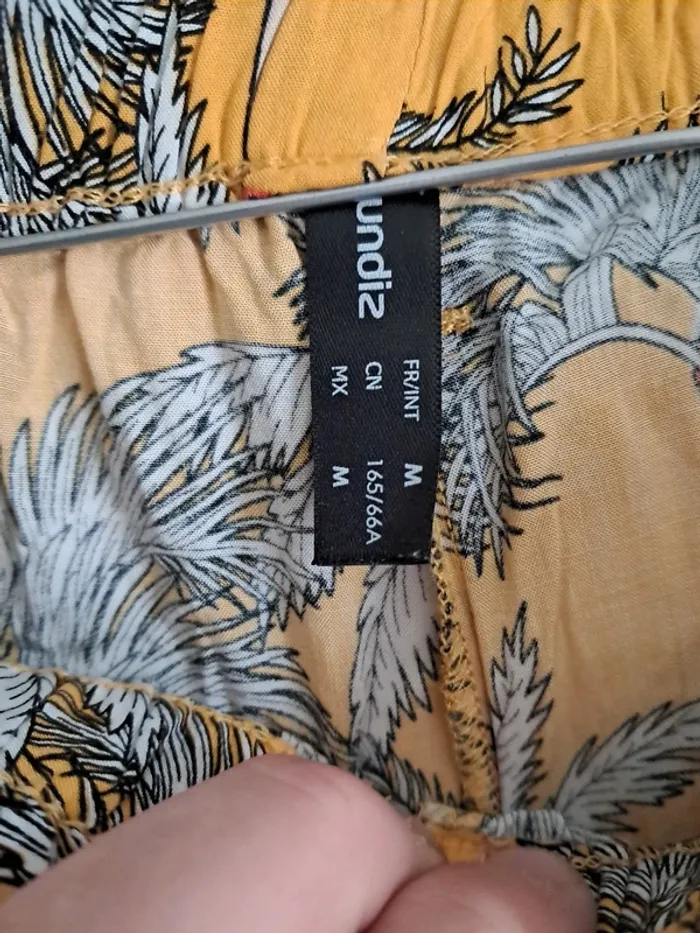 undiz
FR/INT M
CN 165/66A
MX M